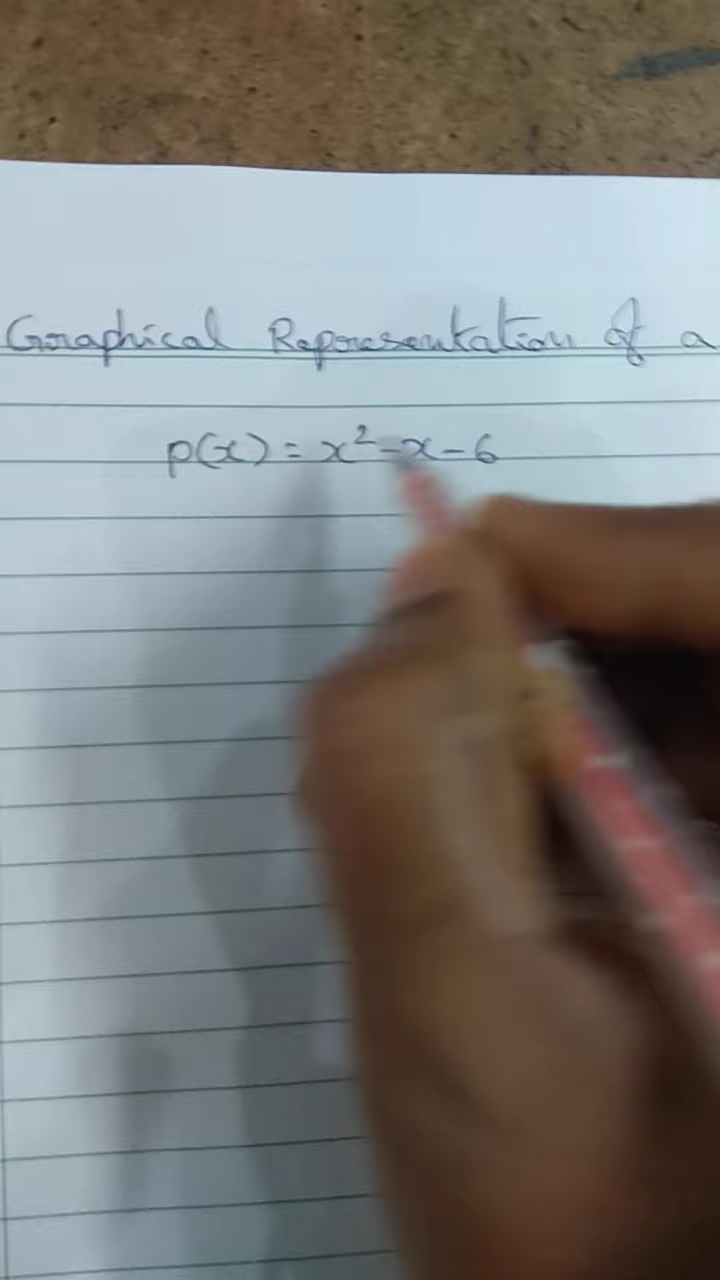 Graphical Representation of a
p(x) = x² - x - 6